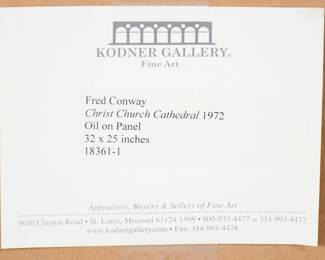 KODNER GALLERY®
Fine Art
Fred Conway
Christ Church Cathedral 1972
Oil on Panel
32 x 25 inches
18361-1
Appraisers, Buyers & Sellers of Fine Art
9650 Clayton Road • St. Louis, Missouri 63124-1569 • 800-933-4477 or 314-993-4477
www.kodnergallery.com • Fax: 314-993-4478